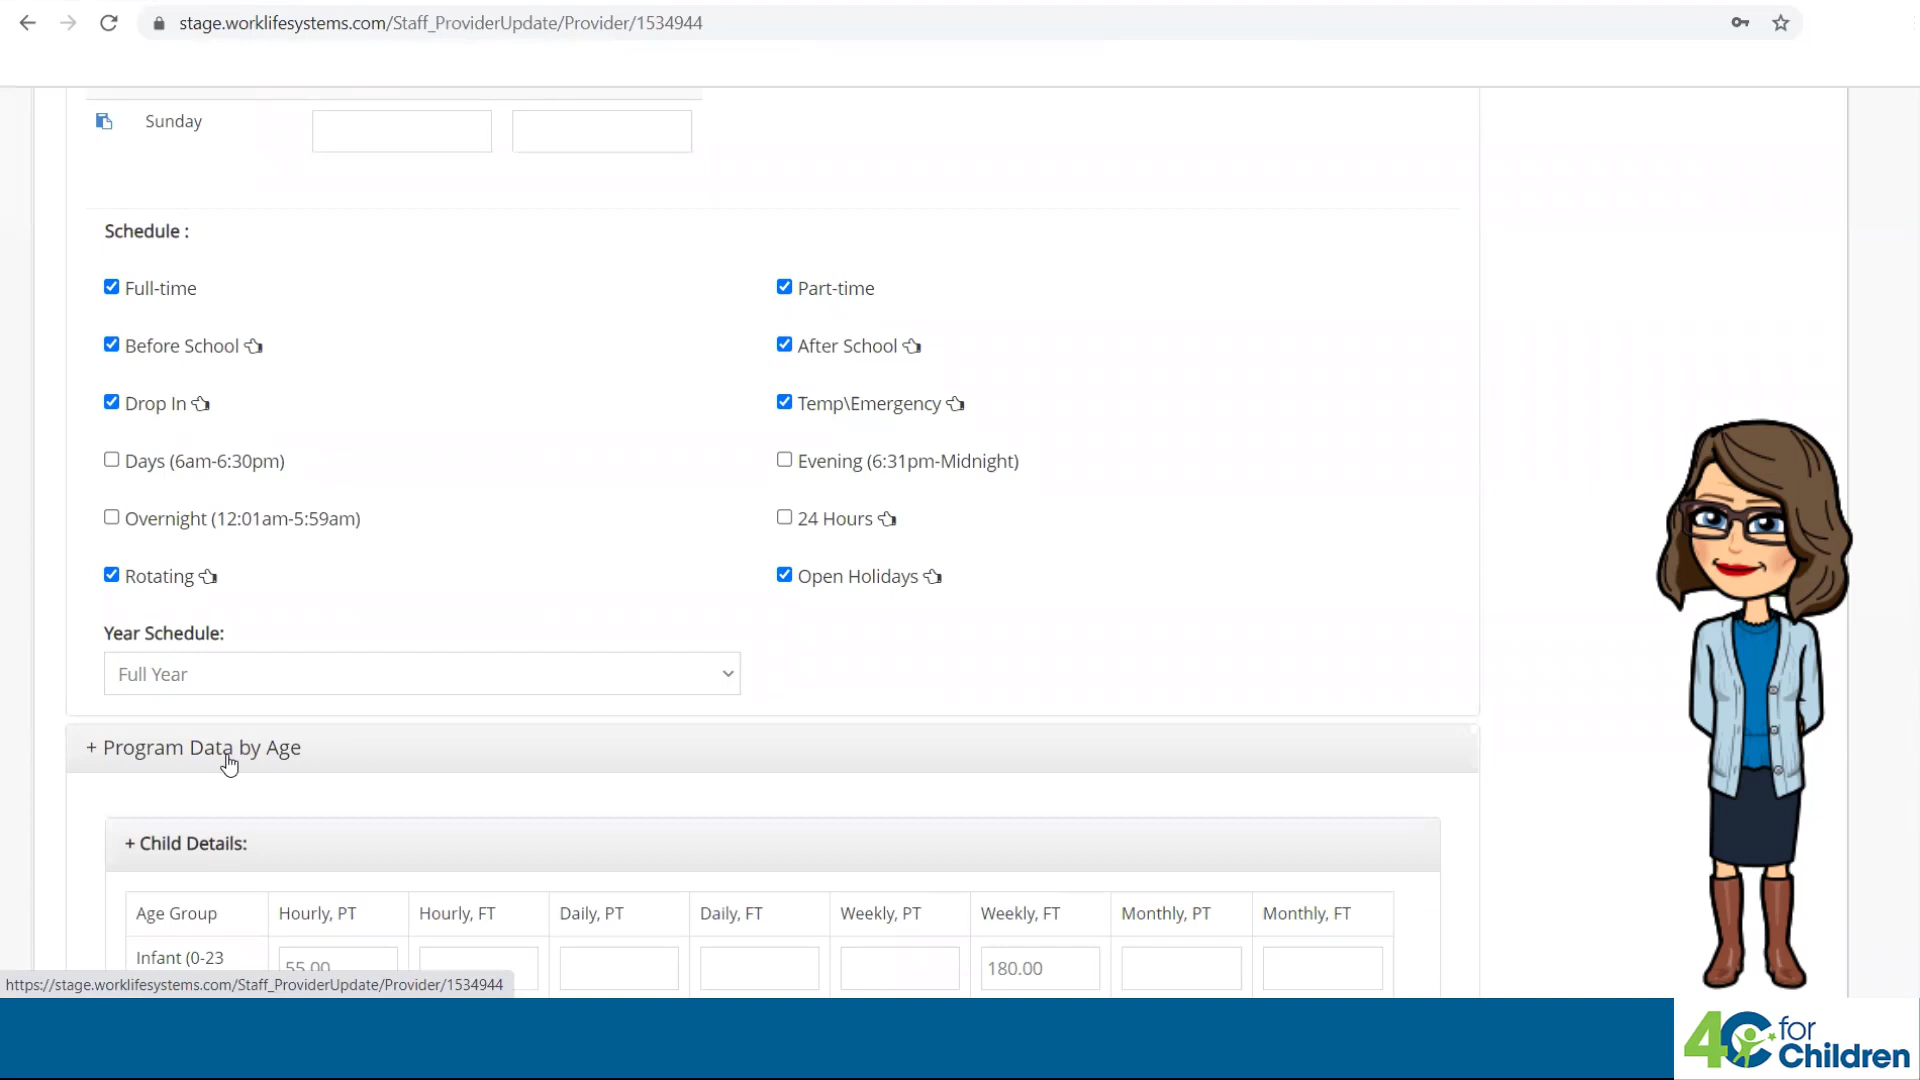 stage.worklifesystems.com/Staff_ProviderUpdate/Provider/1534944
Sunday
Schedule :
Full-time
Part-time
Before School
After School
Drop In
Temp\Emergency
Days (6am-6:30pm)
Evening (6:31pm-Midnight)
Overnight (12:01am-5:59am)
24 Hours
Rotating
Open Holidays
Year Schedule:
Full Year
+ Program Data by Age
+ Child Details:
Age Group Hourly, PT Hourly, FT Daily, PT Daily, FT Weekly, PT Weekly, FT Monthly, PT Monthly, FT
Infant (0-23 55.00 180.00
https://stage.worklifesystems.com/Staff_ProviderUpdate/Provider/1534944
4C for
Children